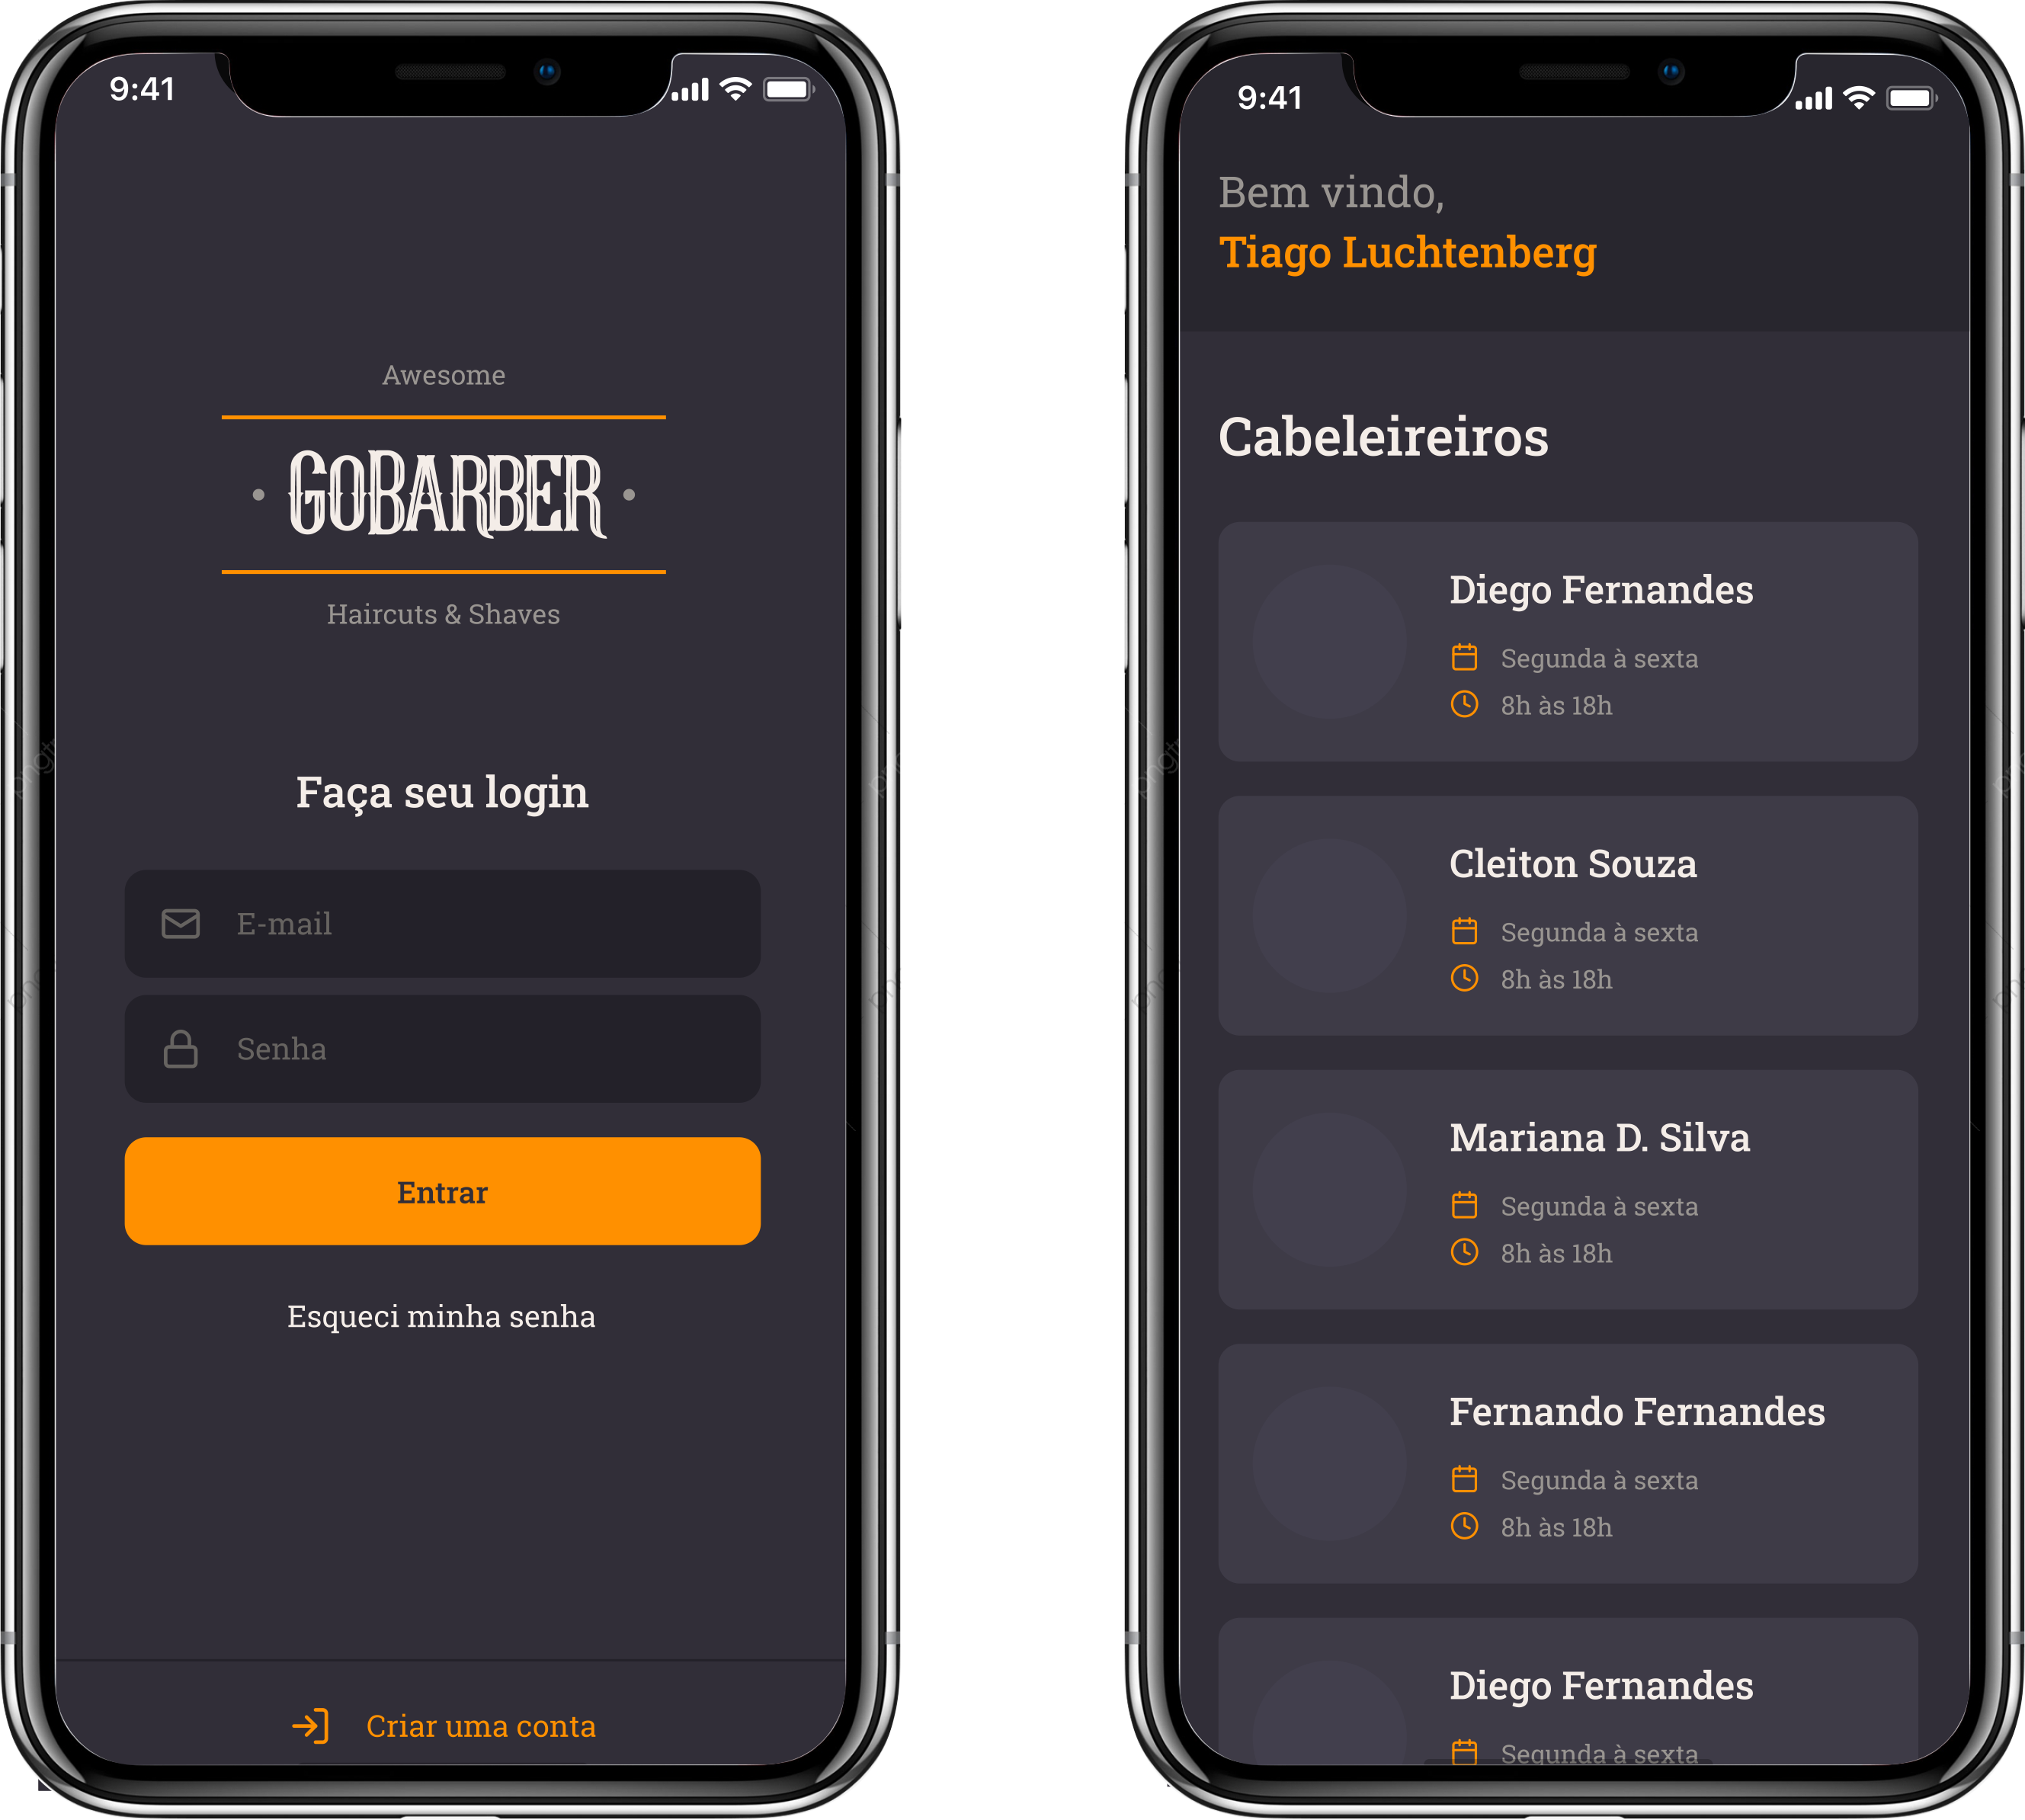 9:41
Awesome
GOBARBER
Haircuts & Shaves
Faça seu login
E-mail
Senha
Entrar
Esqueci minha senha
Criar uma conta
9:41
Bem vindo,
Tiago Luchtenberg
Cabeleireiros
Diego Fernandes
Segunda à sexta
8h às 18h
Cleiton Souza
Segunda à sexta
8h às 18h
Mariana D. Silva
Segunda à sexta
8h às 18h
Fernando Fernandes
Segunda à sexta
8h às 18h
Diego Fernandes
Segunda à sexta